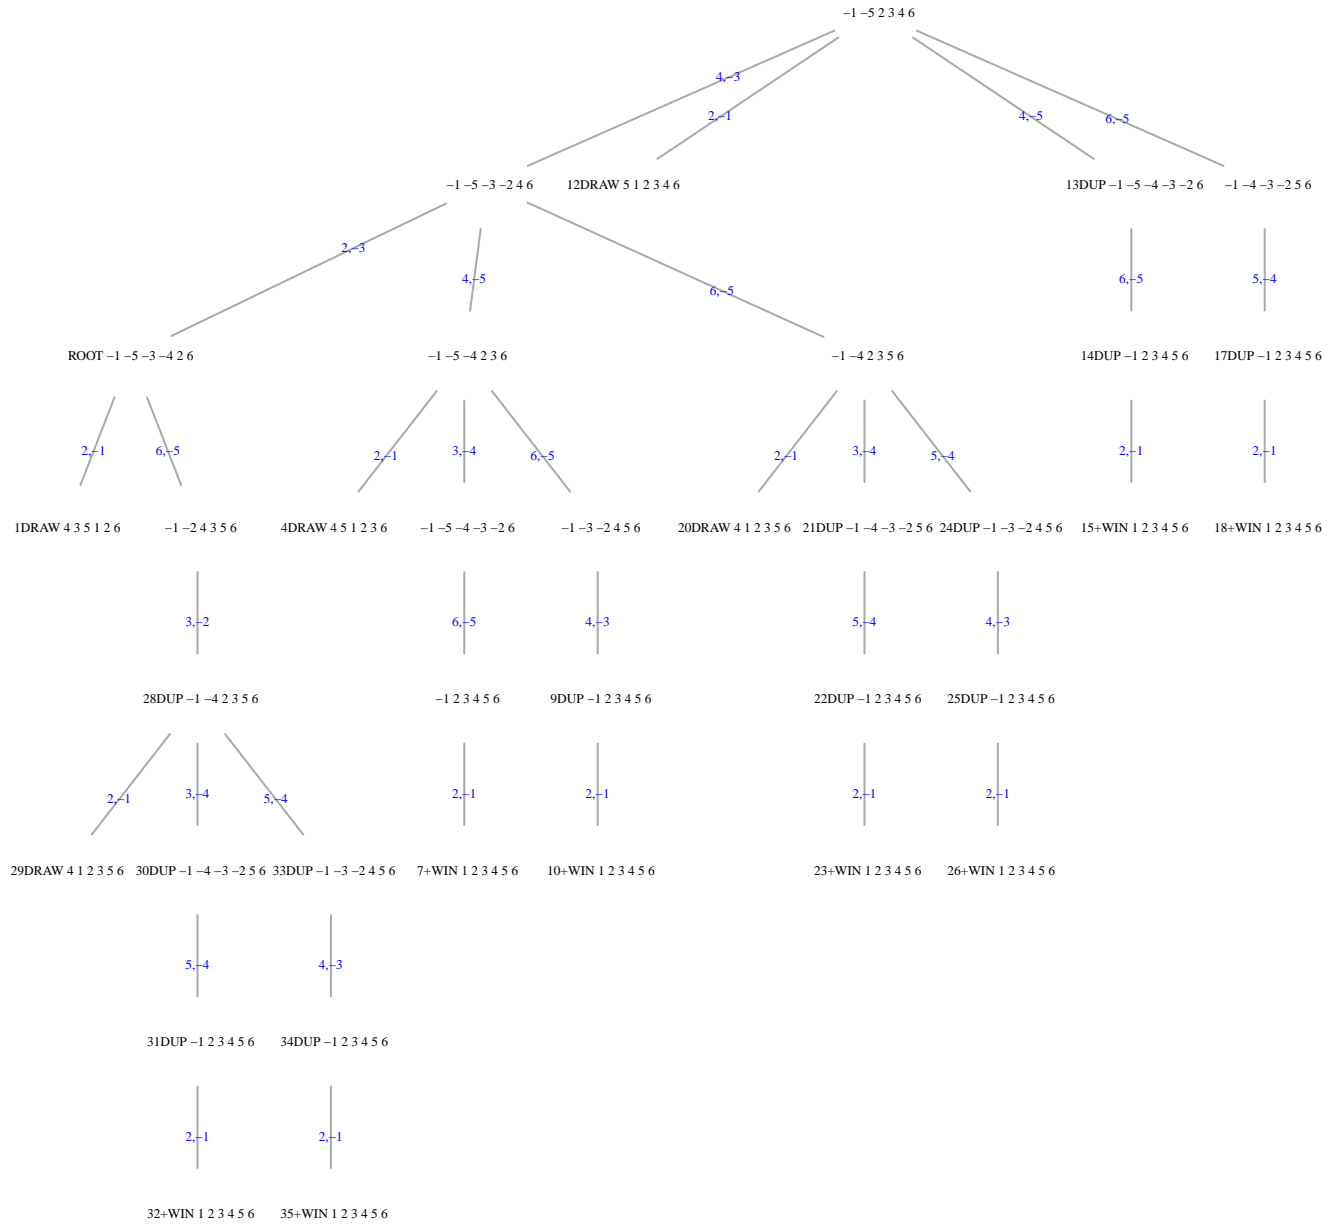 −1 −5 2 3 4 6
4,−3
2,−1
4,−5
6,−5
−1 −5 −3 −2 4 6
12DRAW 5 1 2 3 4 6
13DUP −1 −5 −4 −3 −2 6
−1 −4 −3 −2 5 6
2,−3
4,−5
6,−5
6,−5
5,−4
ROOT −1 −5 −3 −4 2 6
−1 −5 −4 2 3 6
−1 −4 2 3 5 6
14DUP −1 2 3 4 5 6
17DUP −1 2 3 4 5 6
2,−1
6,−5
2,−1
3,−4
6,−5
2,−1
3,−4
5,−4
2,−1
2,−1
1DRAW 4 3 5 1 2 6
−1 −2 4 3 5 6
4DRAW 4 5 1 2 3 6
−1 −5 −4 −3 −2 6
−1 −3 −2 4 5 6
20DRAW 4 1 2 3 5 6
21DUP −1 −4 −3 −2 5 6
24DUP −1 −3 −2 4 5 6
15+WIN 1 2 3 4 5 6
18+WIN 1 2 3 4 5 6
3,−2
6,−5
4,−3
5,−4
4,−3
28DUP −1 −4 2 3 5 6
−1 2 3 4 5 6
9DUP −1 2 3 4 5 6
22DUP −1 2 3 4 5 6
25DUP −1 2 3 4 5 6
2,−1
3,−4
5,−4
2,−1
2,−1
2,−1
2,−1
29DRAW 4 1 2 3 5 6
30DUP −1 −4 −3 −2 5 6
33DUP −1 −3 −2 4 5 6
7+WIN 1 2 3 4 5 6
10+WIN 1 2 3 4 5 6
23+WIN 1 2 3 4 5 6
26+WIN 1 2 3 4 5 6
5,−4
4,−3
31DUP −1 2 3 4 5 6
34DUP −1 2 3 4 5 6
2,−1
2,−1
32+WIN 1 2 3 4 5 6
35+WIN 1 2 3 4 5 6